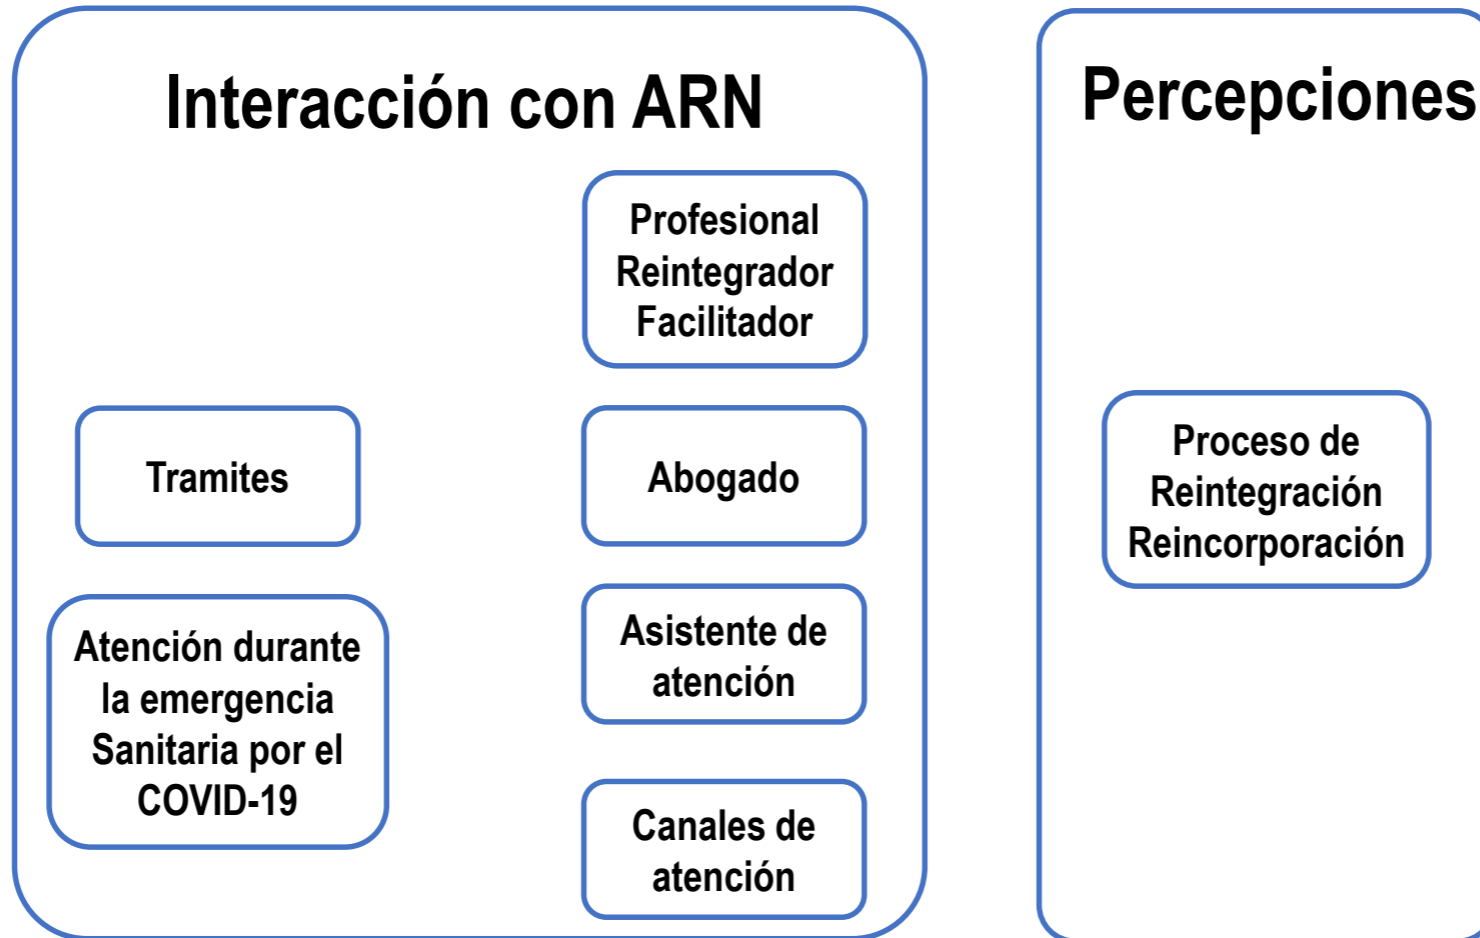 Interacción con ARN
Profesional
Reintegrador
Facilitador
Tramites
Abogado
Atención durante
la emergencia
Sanitaria por el
COVID-19
Asistente de
atención
Canales de
atención
Percepciones
Proceso de
Reintegración
Reincorporación